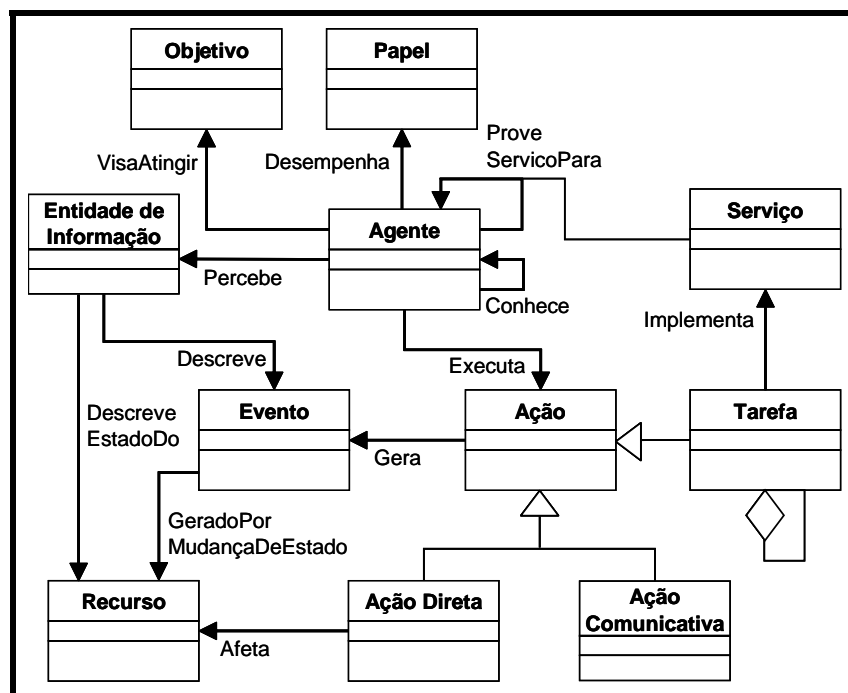 Objetivo
Papel
Prove
ServicoPara
VisaAtingir
Desempenha
Entidade de
Informação
Agente
Serviço
Percebe
Conhece
Implementa
Descreve
Executa
Descreve
EstadoDo
Evento
Ação
Tarefa
Gera
GeradoPor
MudançaDeEstado
Recurso
Ação Direta
Ação
Comunicativa
Afeta